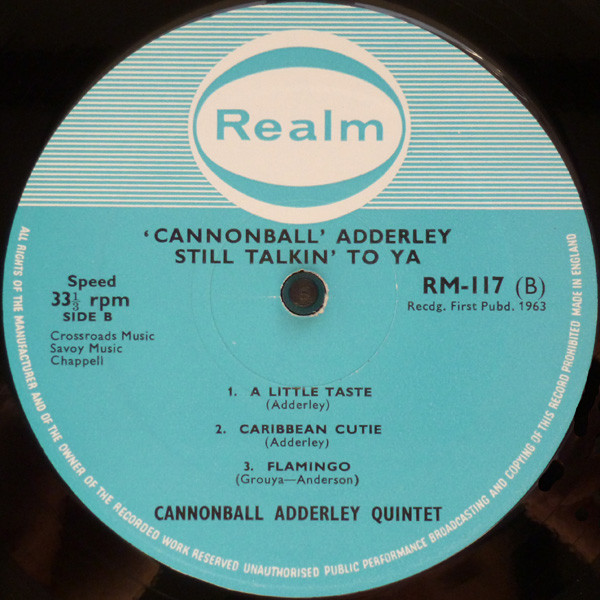 Realm
‘CANNONBALL’ ADDERLEY
STILL TALKIN’ TO YA
Speed
33⅓ rpm
SIDE B
Crossroads Music
Savoy Music
Chappell
RM-117 (B)
Recdg. First Pubd. 1963
1. A LITTLE TASTE
(Adderley)
2. CARIBBEAN CUTIE
(Adderley)
3. FLAMINGO
(Grouya—Anderson)
CANNONBALL ADDERLEY QUINTET
ALL RIGHTS OF THE MANUFACTURER AND OF THE OWNER OF THE RECORDED WORK RESERVED UNAUTHORISED PUBLIC PERFORMANCE BROADCASTING AND COPYING OF THIS RECORD PROHIBITED MADE IN ENGLAND